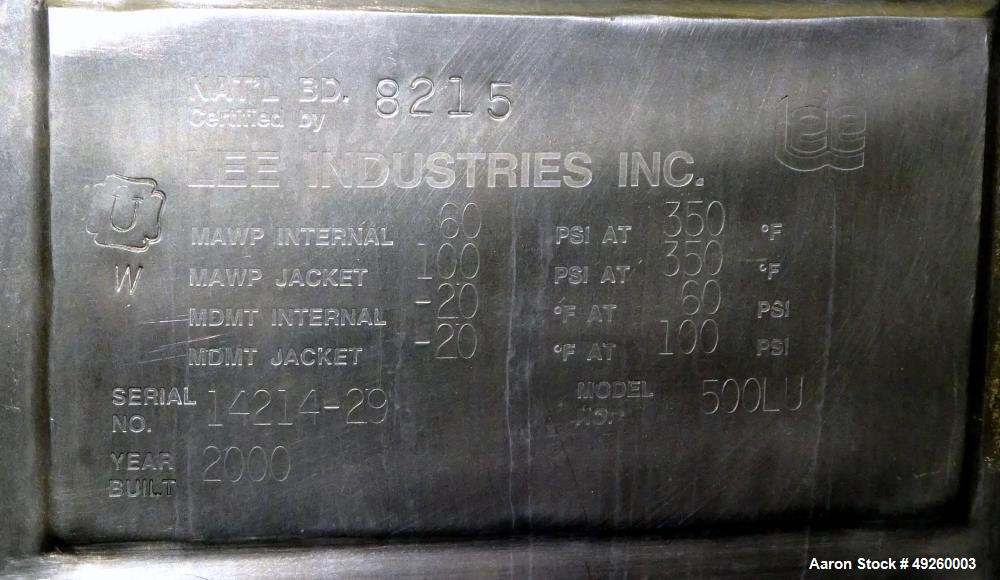 NAT'L BD. 8215
Certified by
LEE INDUSTRIES INC.
lee
U
W
MAWP INTERNAL 60 PSI AT 350 °F
MAWP JACKET 100 PSI AT 350 °F
MDMT INTERNAL -20 °F AT 60 PSI
MDMT JACKET -20 °F AT 100 PSI
SERIAL NO. 14214-29
MODEL NO. 500LU
YEAR BUILT 2000
Aaron Stock # 49260003